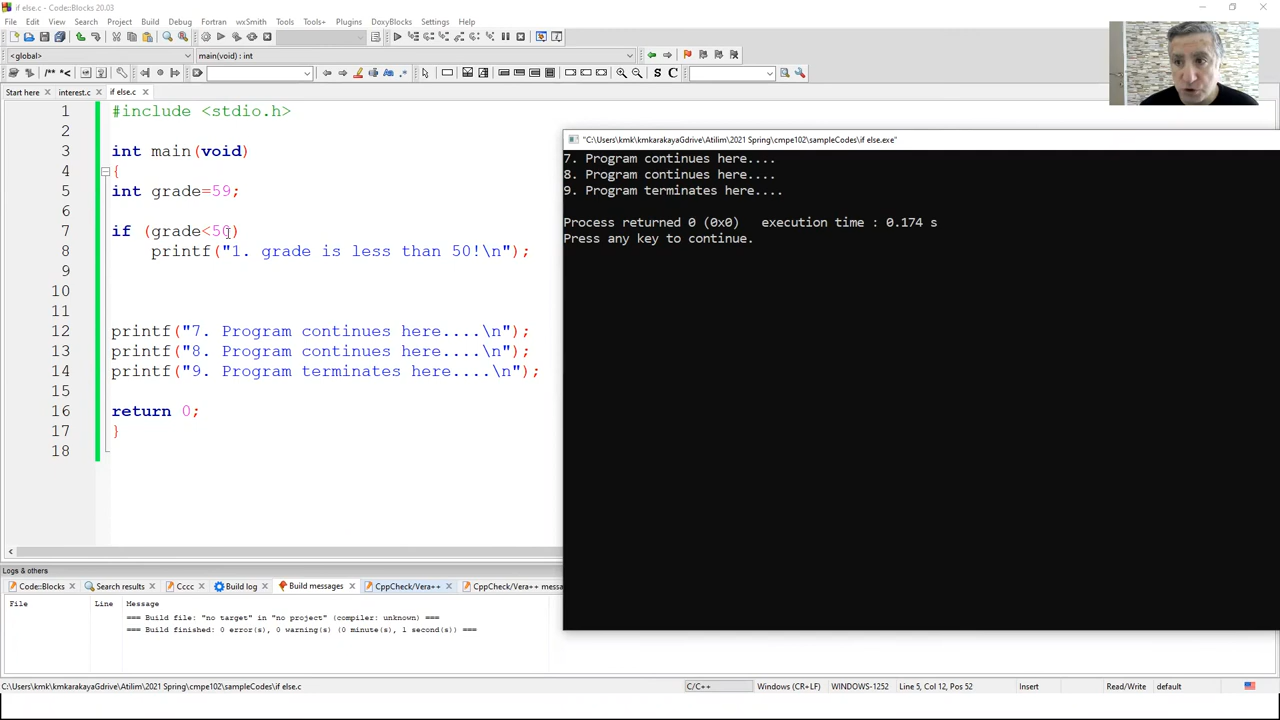 if else.c - Code::Blocks 20.03
File Edit View Search Project Build Debug Fortran wxSmith Tools Tools+ Plugins DoxyBlocks Settings Help
<global> main(void) : int
/** *< S C
Start here interest.c if else.c
1 #include <stdio.h>
2
3 int main(void)
4 {
5 int grade=59;
6
7 if (grade<50)
8 printf("1. grade is less than 50!\n");
9
10
11
12 printf("7. Program continues here....\n");
13 printf("8. Program continues here....\n");
14 printf("9. Program terminates here....\n");
15
16 return 0;
17 }
18
"C:\Users\kmk\kmkarakayaGdrive\Atilim\2021 Spring\cmpe102\sampleCodes\if else.exe"
7. Program continues here....
8. Program continues here....
9. Program terminates here....
Process returned 0 (0x0) execution time : 0.174 s
Press any key to continue.
Logs & others
Code::Blocks Search results Cccc Build log Build messages CppCheck/Vera++ CppCheck/Vera++ messa
File Line Message
=== Build file: "no target" in "no project" (compiler: unknown) ===
=== Build finished: 0 error(s), 0 warning(s) (0 minute(s), 1 second(s)) ===
C:\Users\kmk\kmkarakayaGdrive\Atilim\2021 Spring\cmpe102\sampleCodes\if else.c C/C++ Windows (CR+LF) WINDOWS-1252 Line 5, Col 12, Pos 52 Insert Read/Write default